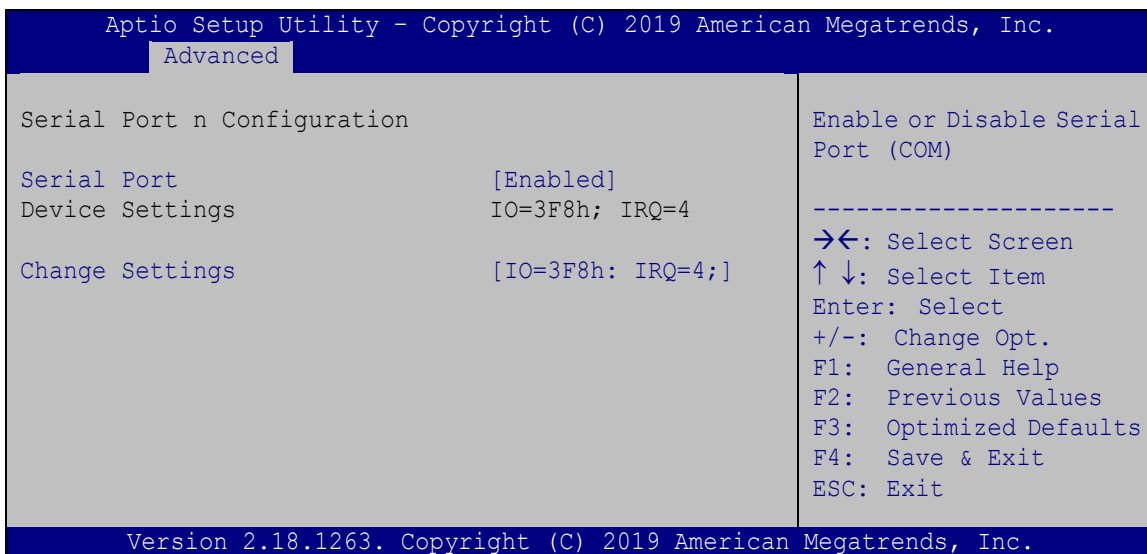 Aptio Setup Utility – Copyright (C) 2019 American Megatrends, Inc.
Advanced
Serial Port n Configuration
Serial Port [Enabled]
Device Settings IO=3F8h; IRQ=4
Change Settings [IO=3F8h: IRQ=4;]
Enable or Disable Serial
Port (COM)
---------------------
→←: Select Screen
↑ ↓: Select Item
Enter: Select
+/-: Change Opt.
F1: General Help
F2: Previous Values
F3: Optimized Defaults
F4: Save & Exit
ESC: Exit
Version 2.18.1263. Copyright (C) 2019 American Megatrends, Inc.